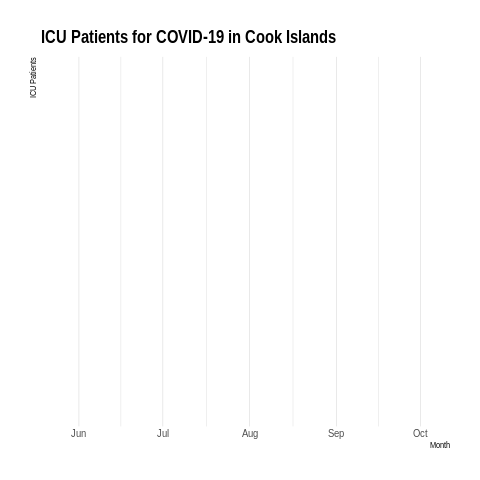 ICU Patients for COVID-19 in Cook Islands
ICU Patients
Jun Jul Aug Sep Oct
Month